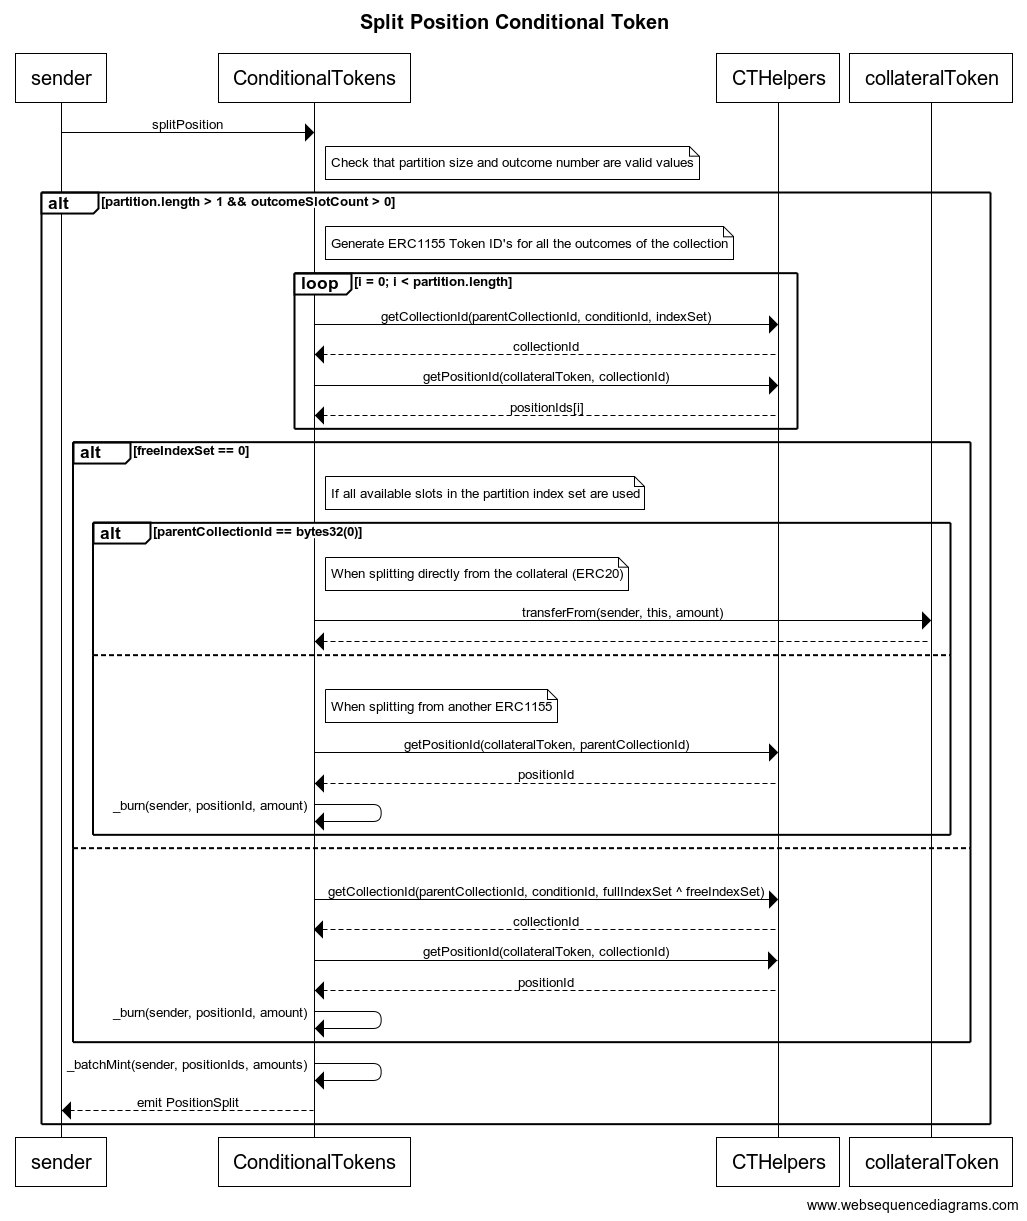 Split Position Conditional Token
sender
ConditionalTokens
CTHelpers
collateralToken
splitPosition
Check that partition size and outcome number are valid values
alt
[partition.length > 1 && outcomeSlotCount > 0]
Generate ERC1155 Token ID's for all the outcomes of the collection
loop
[i = 0; i < partition.length]
getCollectionId(parentCollectionId, conditionId, indexSet)
collectionId
getPositionId(collateralToken, collectionId)
positionIds[i]
alt
[freeIndexSet == 0]
If all available slots in the partition index set are used
alt
[parentCollectionId == bytes32(0)]
When splitting directly from the collateral (ERC20)
transferFrom(sender, this, amount)
When splitting from another ERC1155
getPositionId(collateralToken, parentCollectionId)
positionId
_burn(sender, positionId, amount)
getCollectionId(parentCollectionId, conditionId, fullIndexSet ^ freeIndexSet)
collectionId
getPositionId(collateralToken, collectionId)
positionId
_burn(sender, positionId, amount)
_batchMint(sender, positionIds, amounts)
emit PositionSplit
sender
ConditionalTokens
CTHelpers
collateralToken
www.websequencediagrams.com